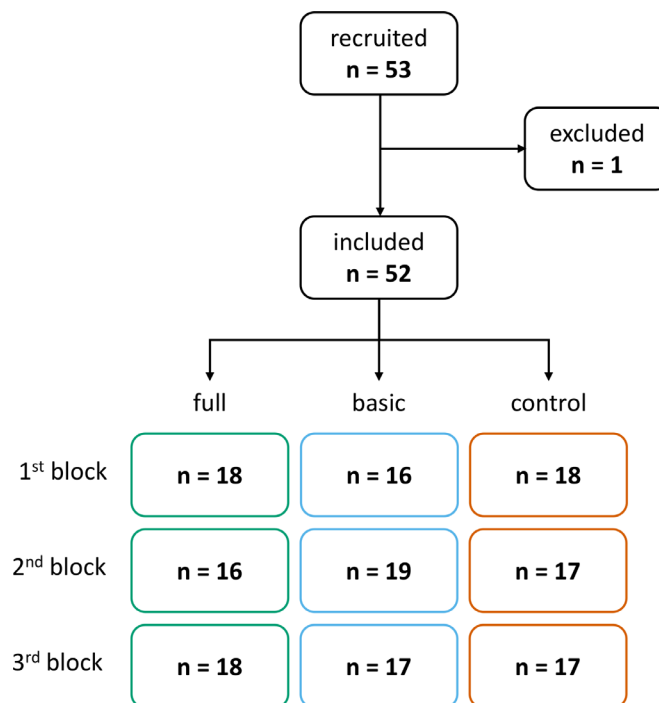 recruited
n = 53
excluded
n = 1
included
n = 52
full basic control
1st block n = 18 n = 16 n = 18
2nd block n = 16 n = 19 n = 17
3rd block n = 18 n = 17 n = 17